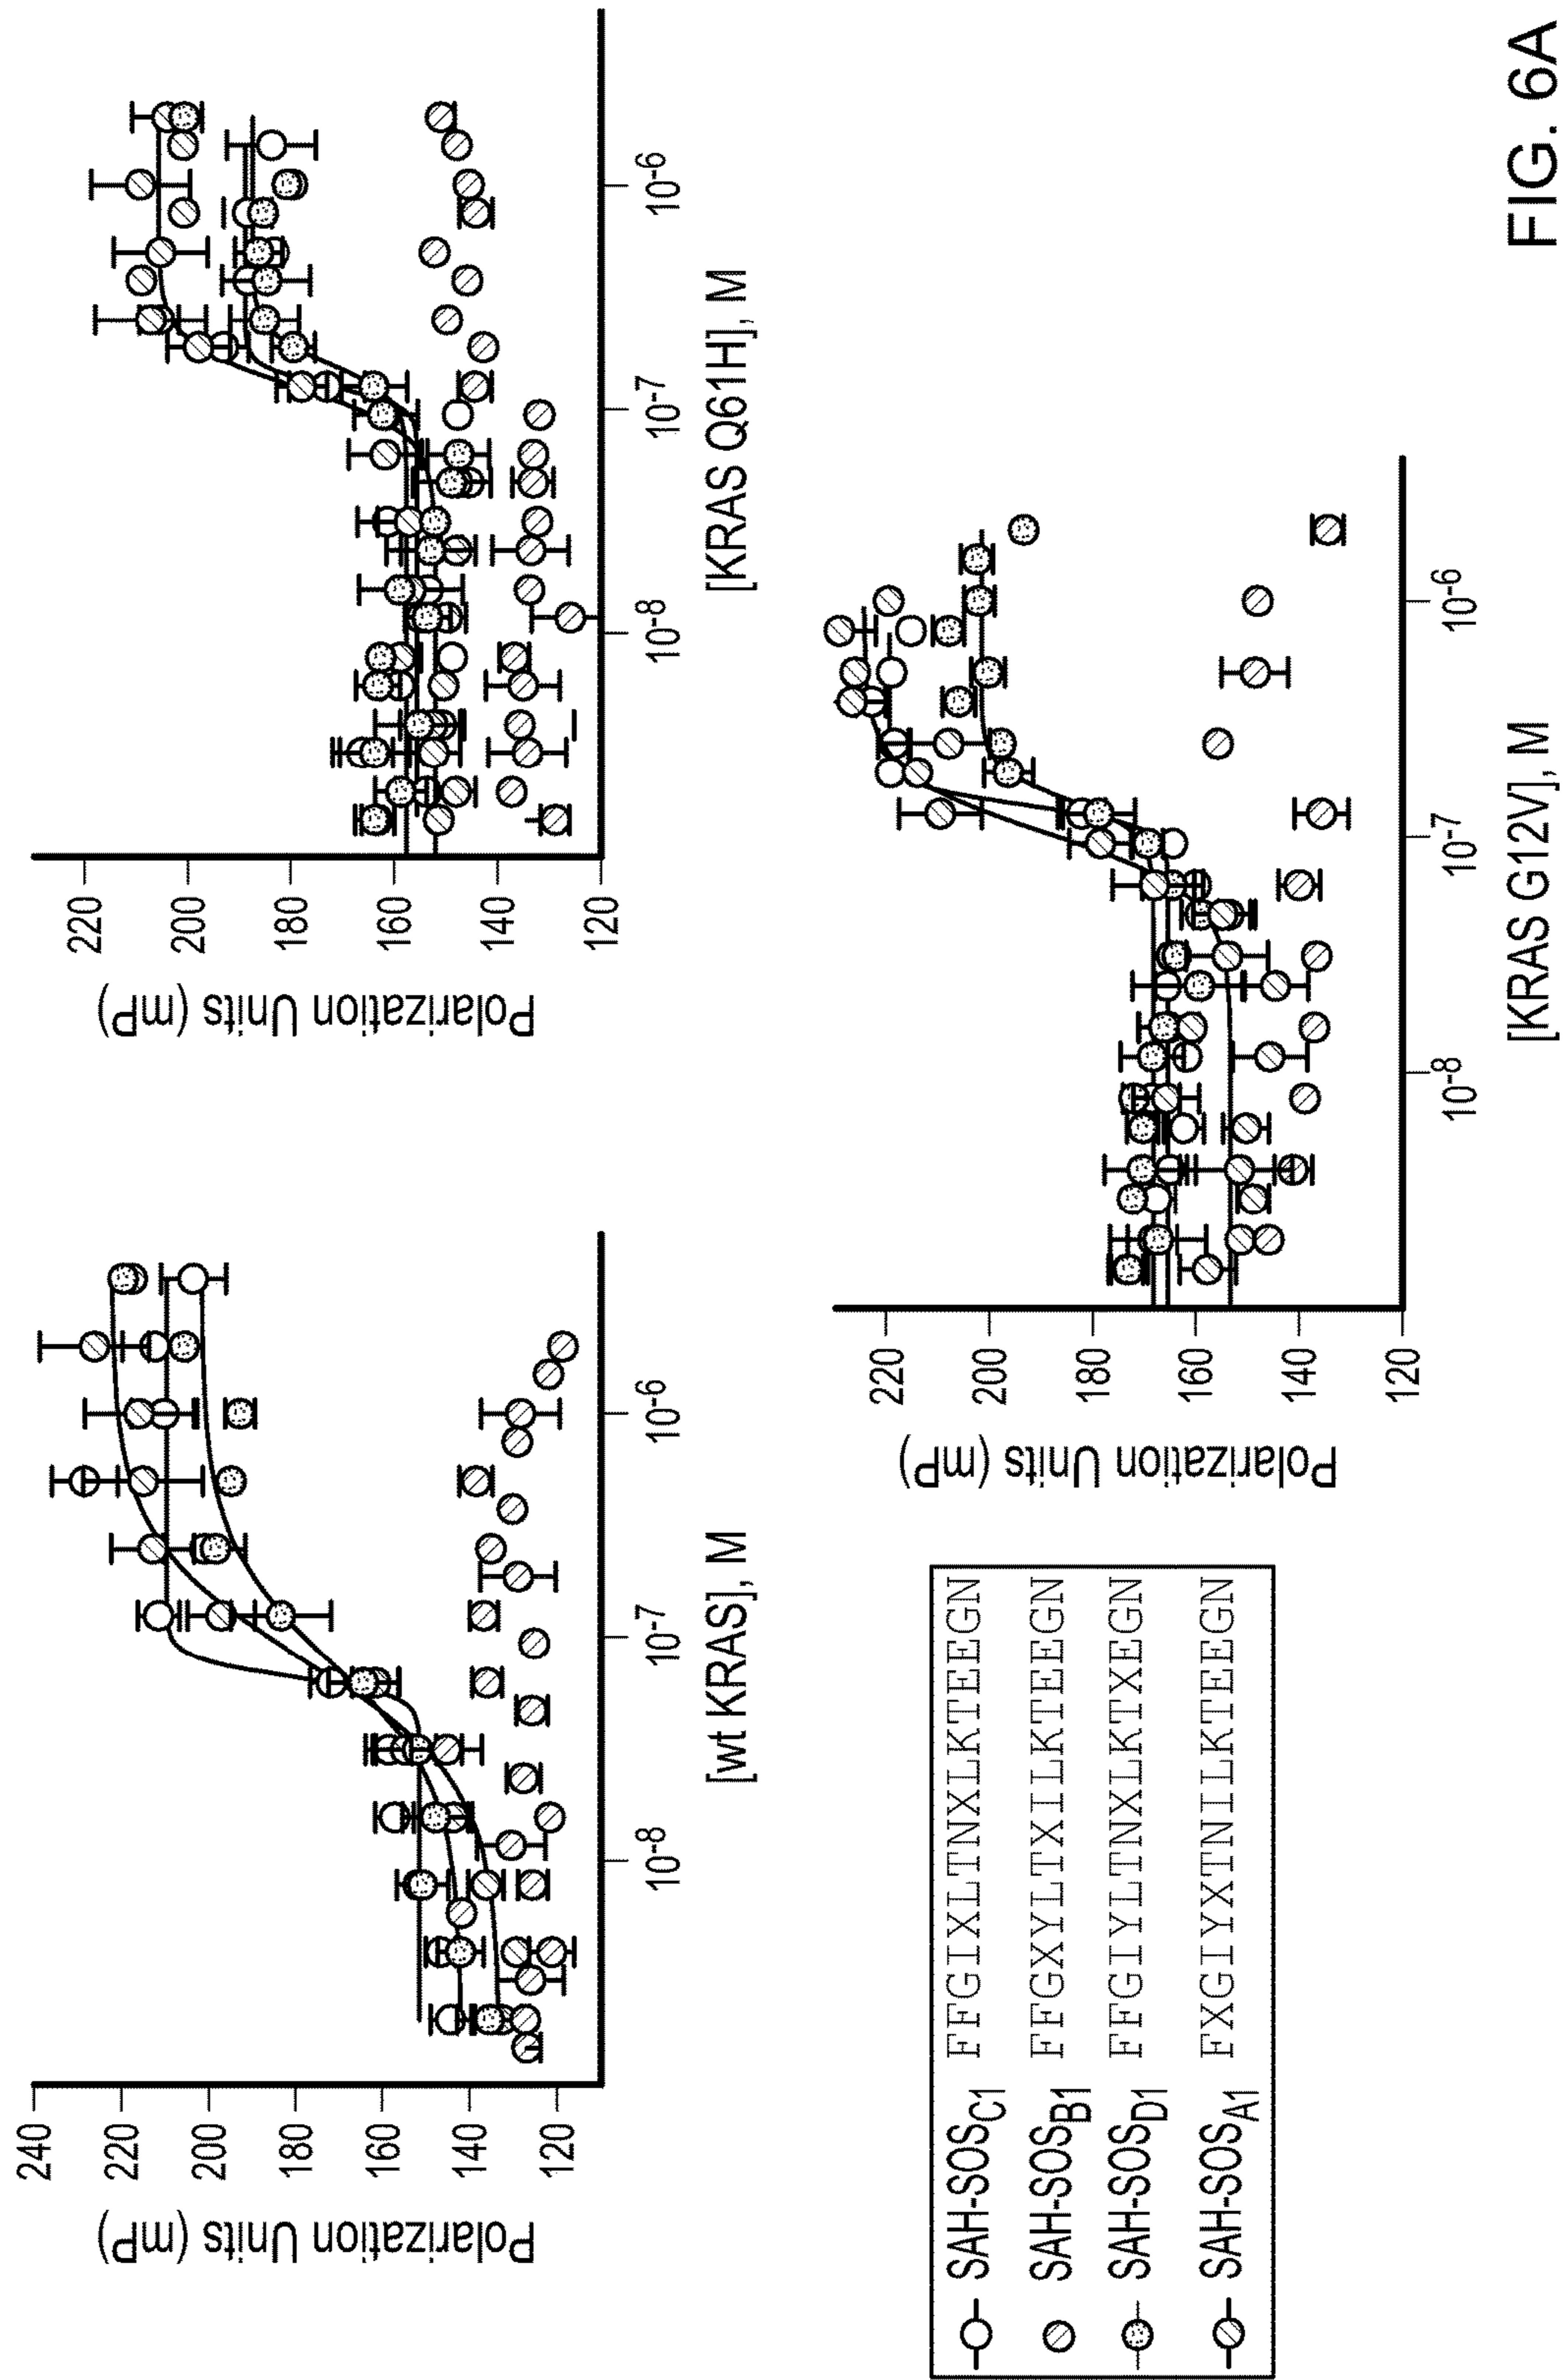 Polarization Units (mP)
240
220
200
180
160
140
120
10-8
10-7
10-6
[wt KRAS], M
Polarization Units (mP)
220
200
180
160
140
120
10-8
10-7
10-6
[KRAS Q61H], M
SAH-SOSC1 FFGIXLTNXLKTEEGN
SAH-SOSB1 FFGXYLTXILKTEEGN
SAH-SOSD1 FFGIYLTNXLKTXEGN
SAH-SOSA1 FXGIYXTNILKTEEGN
Polarization Units (mP)
220
200
180
160
140
120
10-8
10-7
10-6
[KRAS G12V], M
FIG. 6A